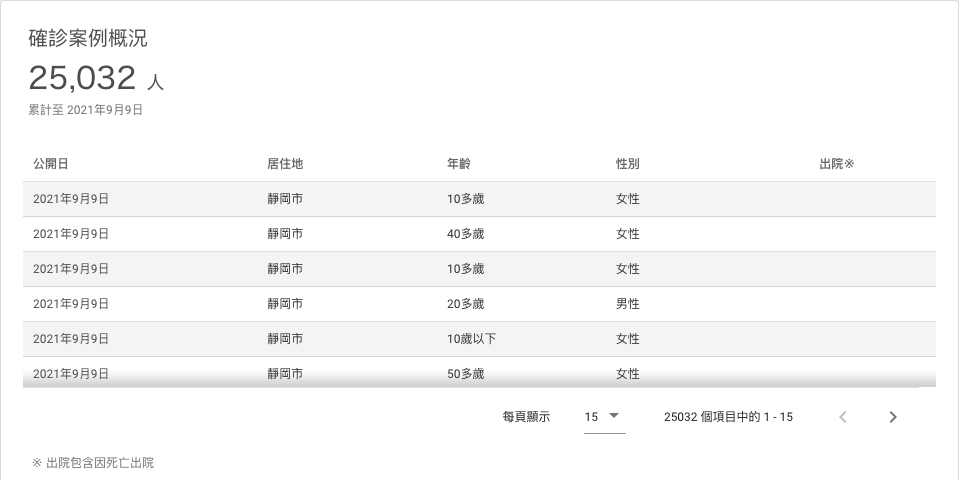 確診案例概況
25,032 人
累計至 2021年9月9日
公開日 居住地 年齡 性別 出院※
2021年9月9日 靜岡市 10多歲 女性
2021年9月9日 靜岡市 40多歲 女性
2021年9月9日 靜岡市 10多歲 女性
2021年9月9日 靜岡市 20多歲 男性
2021年9月9日 靜岡市 10歲以下 女性
2021年9月9日 靜岡市 50多歲 女性
每頁顯示 15 25032 個項目中的 1 - 15
※ 出院包含因死亡出院